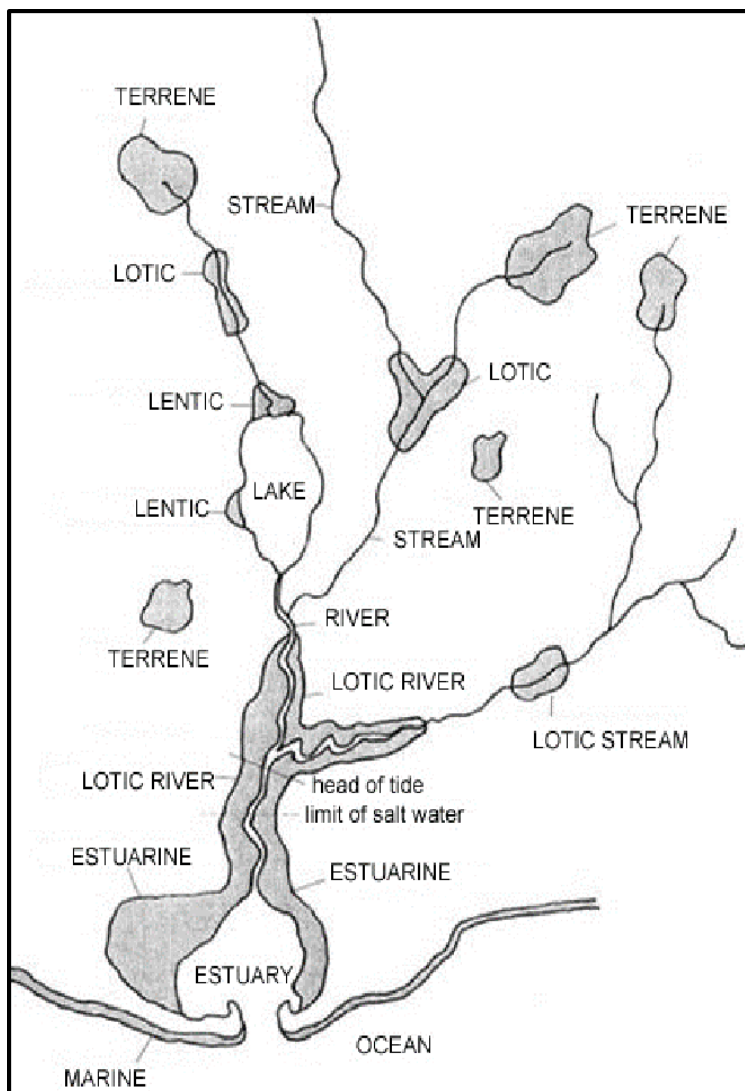 TERRENE
STREAM
TERRENE
TERRENE
LOTIC
LOTIC
LENTIC
LAKE
LENTIC
TERRENE
STREAM
RIVER
TERRENE
LOTIC RIVER
LOTIC STREAM
LOTIC RIVER
head of tide
limit of salt water
ESTUARINE
ESTUARINE
ESTUARY
OCEAN
MARINE